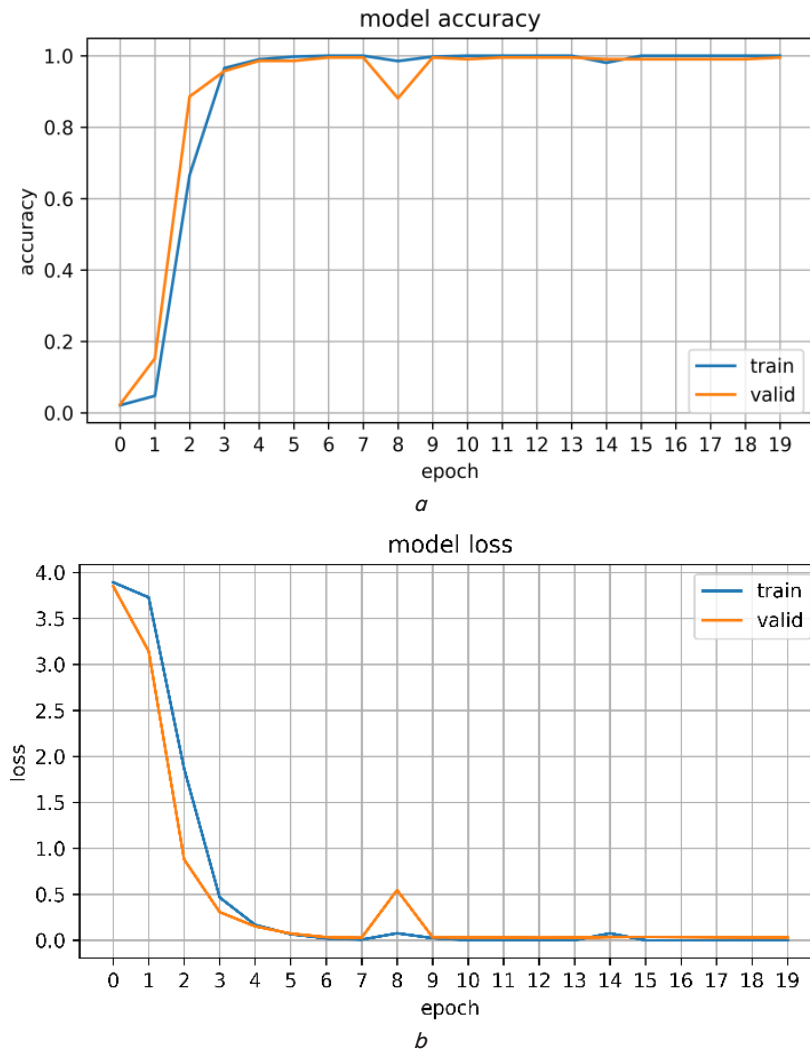 model accuracy
1.0
0.8
0.6
0.4
0.2
0.0
accuracy
train
valid
0 1 2 3 4 5 6 7 8 9 10 11 12 13 14 15 16 17 18 19
epoch
a
model loss
4.0
3.5
3.0
2.5
2.0
1.5
1.0
0.5
0.0
loss
train
valid
0 1 2 3 4 5 6 7 8 9 10 11 12 13 14 15 16 17 18 19
epoch
b